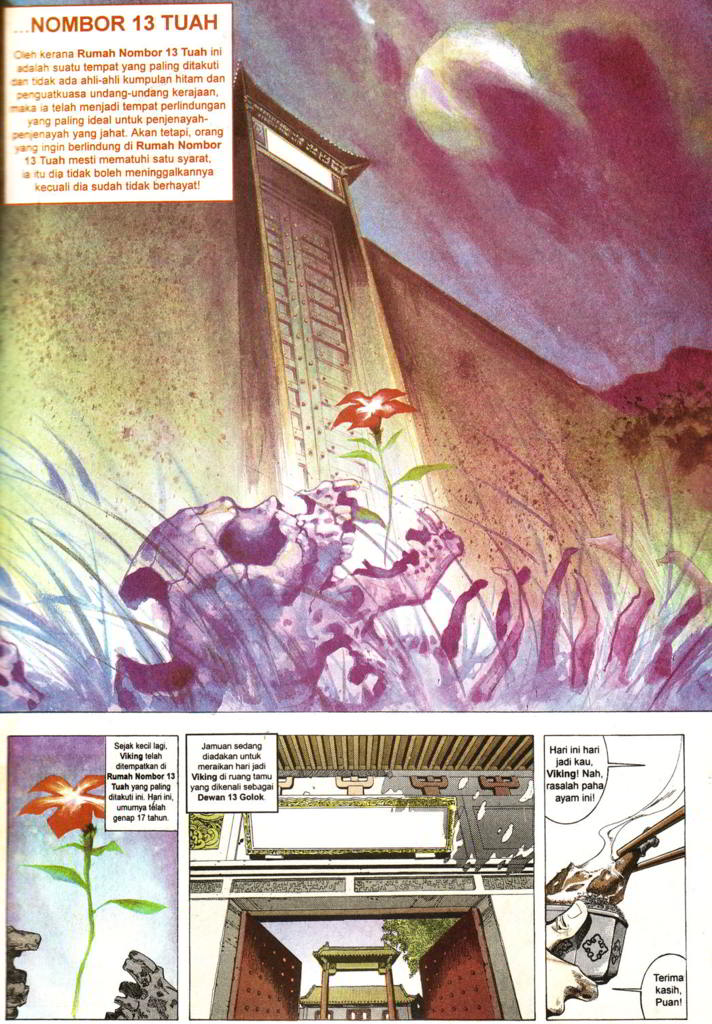 ...NOMBOR 13 TUAH
Oleh kerana Rumah Nombor 13 Tuah ini
adalah suatu tempat yang paling ditakuti
dan tidak ada ahli-ahli kumpulan hitam dan
penguatkuasa undang-undang kerajaan,
maka ia telah menjadi tempat perlindungan
yang paling ideal untuk penjenayah-
penjenayah yang jahat. Akan tetapi, orang
yang ingin berlindung di Rumah Nombor
13 Tuah mesti mematuhi satu syarat,
ia itu dia tidak boleh meninggalkannya
kecuali dia sudah tidak berhayat!
Sejak kecil lagi,
Viking telah
ditempatkan di
Rumah Nombor 13
Tuah yang paling
ditakuti ini. Hari ini,
umurnya telah
genap 17 tahun.
Jamuan sedang
diadakan untuk
meraikan hari jadi
Viking di ruang tamu
yang dikenali sebagai
Dewan 13 Golok.
Hari ini hari
jadi kau,
Viking! Nah,
rasalah paha
ayam ini!
Terima
kasih,
Puan!